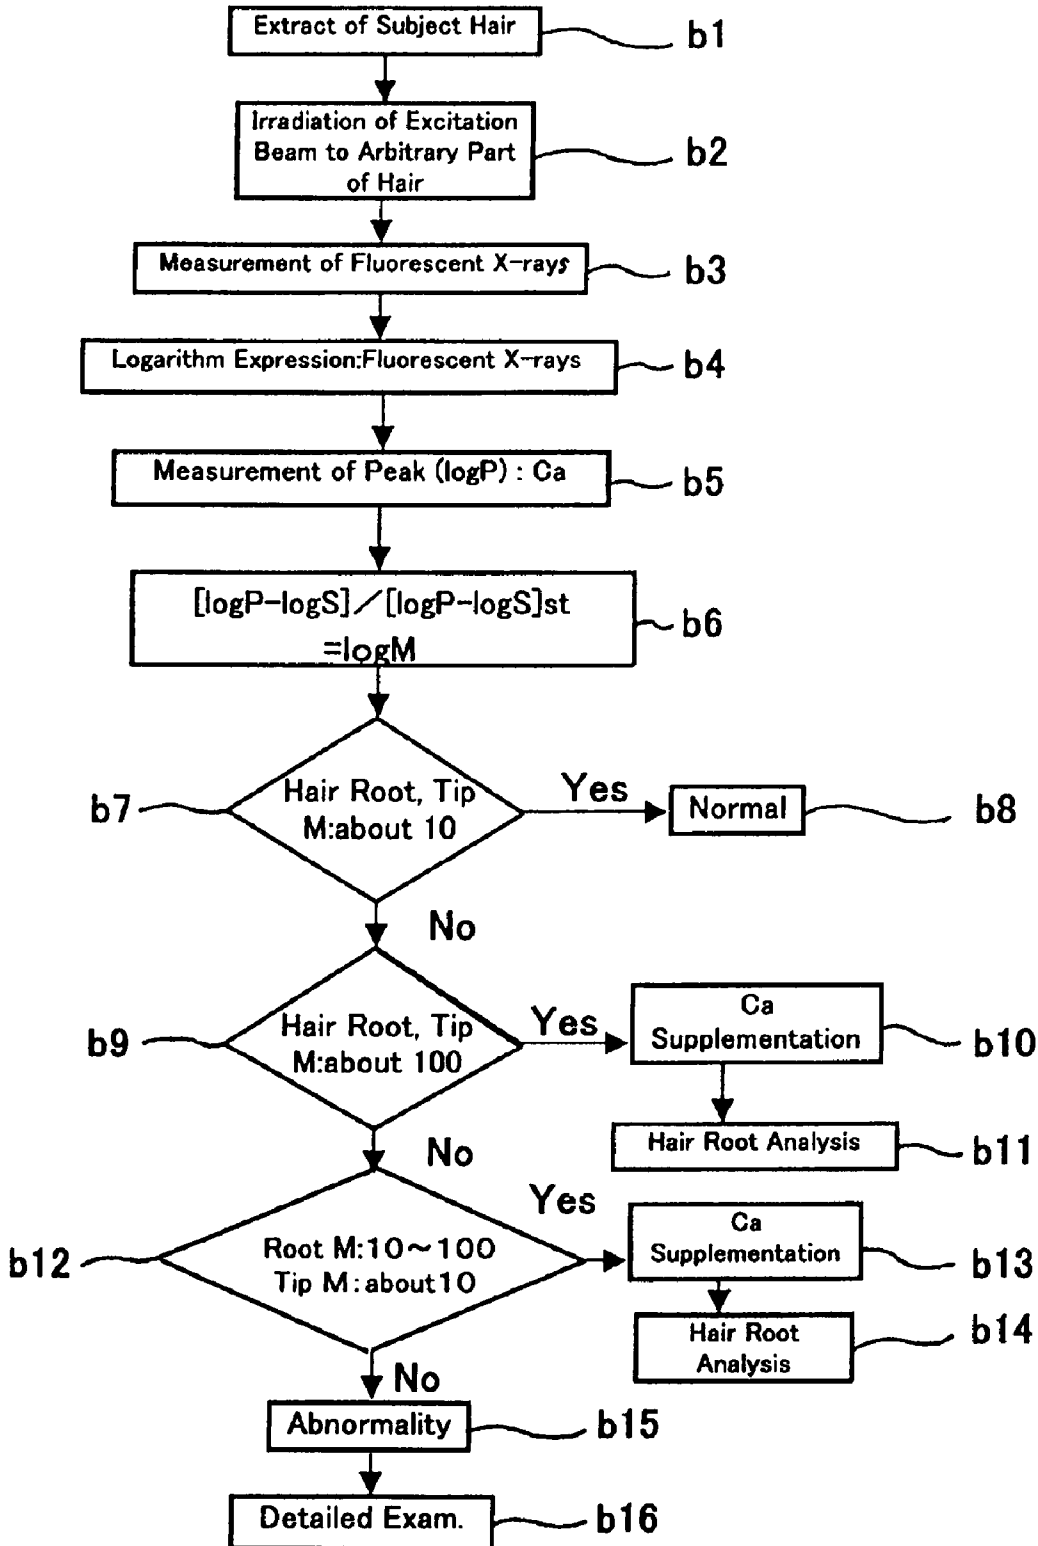 Extract of Subject Hair
b1
Irradiation of Excitation
Beam to Arbitrary Part
of Hair
b2
Measurement of Fluorescent X-rays
b3
Logarithm Expression:Fluorescent X-rays
b4
Measurement of Peak (logP) : Ca
b5
[logP-logS]／[logP-logS]st
=logM
b6
b7
Hair Root, Tip
M:about 10
Yes
Normal
b8
No
b9
Hair Root, Tip
M:about 100
Yes
Ca
Supplementation
b10
Hair Root Analysis
b11
No
b12
Root M:10～100
Tip M:about10
Yes
Ca
Supplementation
b13
Hair Root
Analysis
b14
No
Abnormality
b15
Detailed Exam.
b16